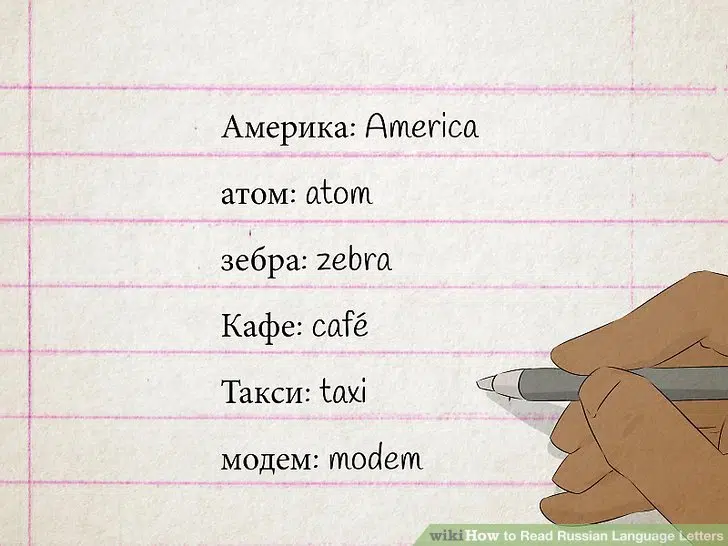 Америка: America
атом: atom
зебра: zebra
Кафе: café
Такси: taxi
модем: modem
wikiHow to Read Russian Language Letters